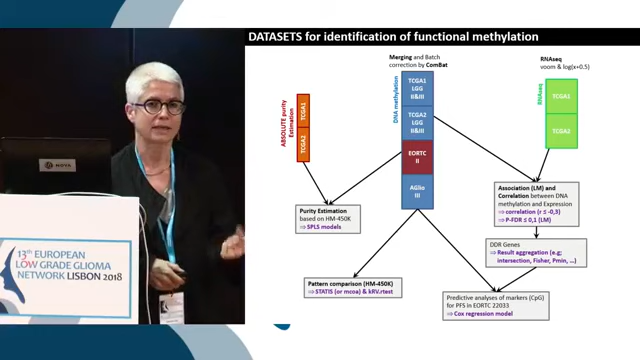 DATASETS for identification of functional methylation
Merging and Batch
correction by ComBat
RNAseq
voom & log(x+0.5)
ABSOLUTE purity
Estimation
TCGA1
TCGA2
DNA methylation
TCGA1
LGG
II&III
TCGA2
LGG
II&III
EORTC
II
AGlio
III
RNAseq
TCGA1
TCGA2
Purity Estimation
based on HM-450K
⇒ SPLS models
Association (LM) and
Correlation between DNA
methylation and Expression
⇒ correlation (r ≤ -0,3)
⇒ P-FDR ≤ 0,1 (LM)
DDR Genes
⇒ Result aggregation (e.g;
intersection, Fisher, Pmin, ...)
Pattern comparison (HM-450K)
⇒ STATIS (or mcoa) & kRV.rtest
Predictive analyses of markers (CpG)
for PFS in EORTC 22033
⇒ Cox regression model
13th EUROPEAN
LOW GRADE GLIOMA
NETWORK LISBON 2018